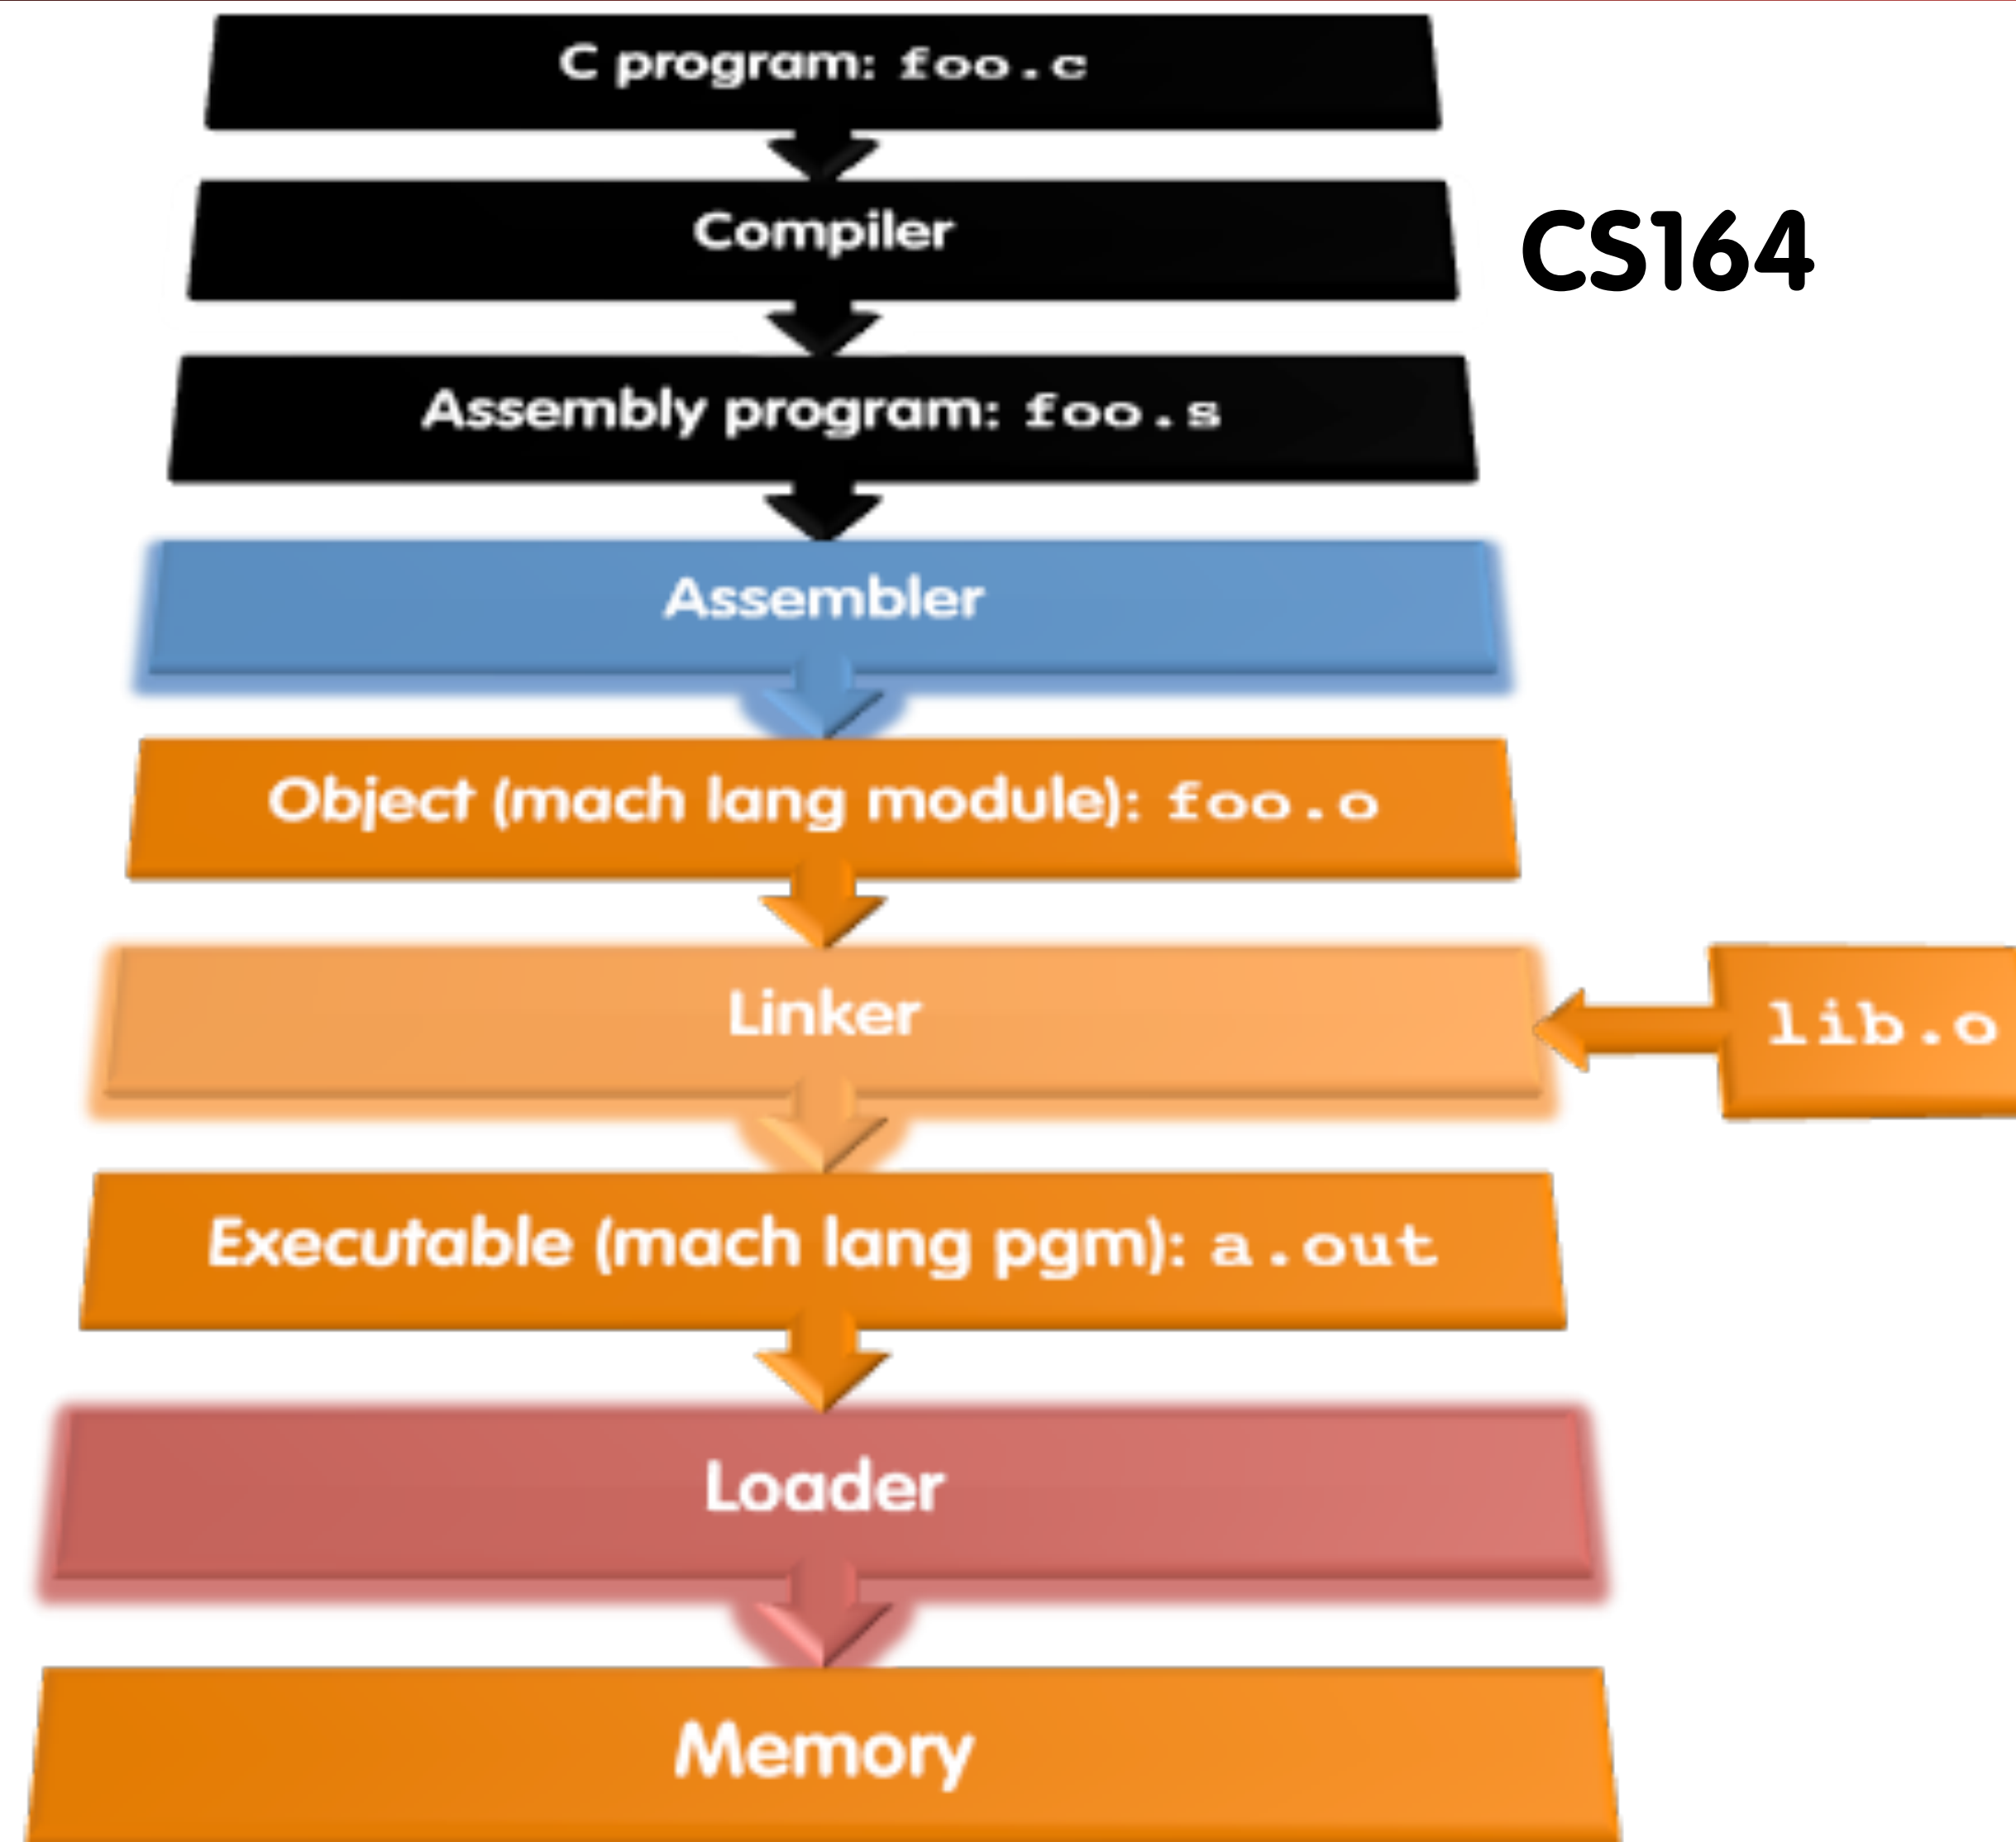 C program: foo.c
Compiler
CS164
Assembly program: foo.s
Assembler
Object (mach lang module): foo.o
Linker
lib.o
Executable (mach lang pgm): a.out
Loader
Memory